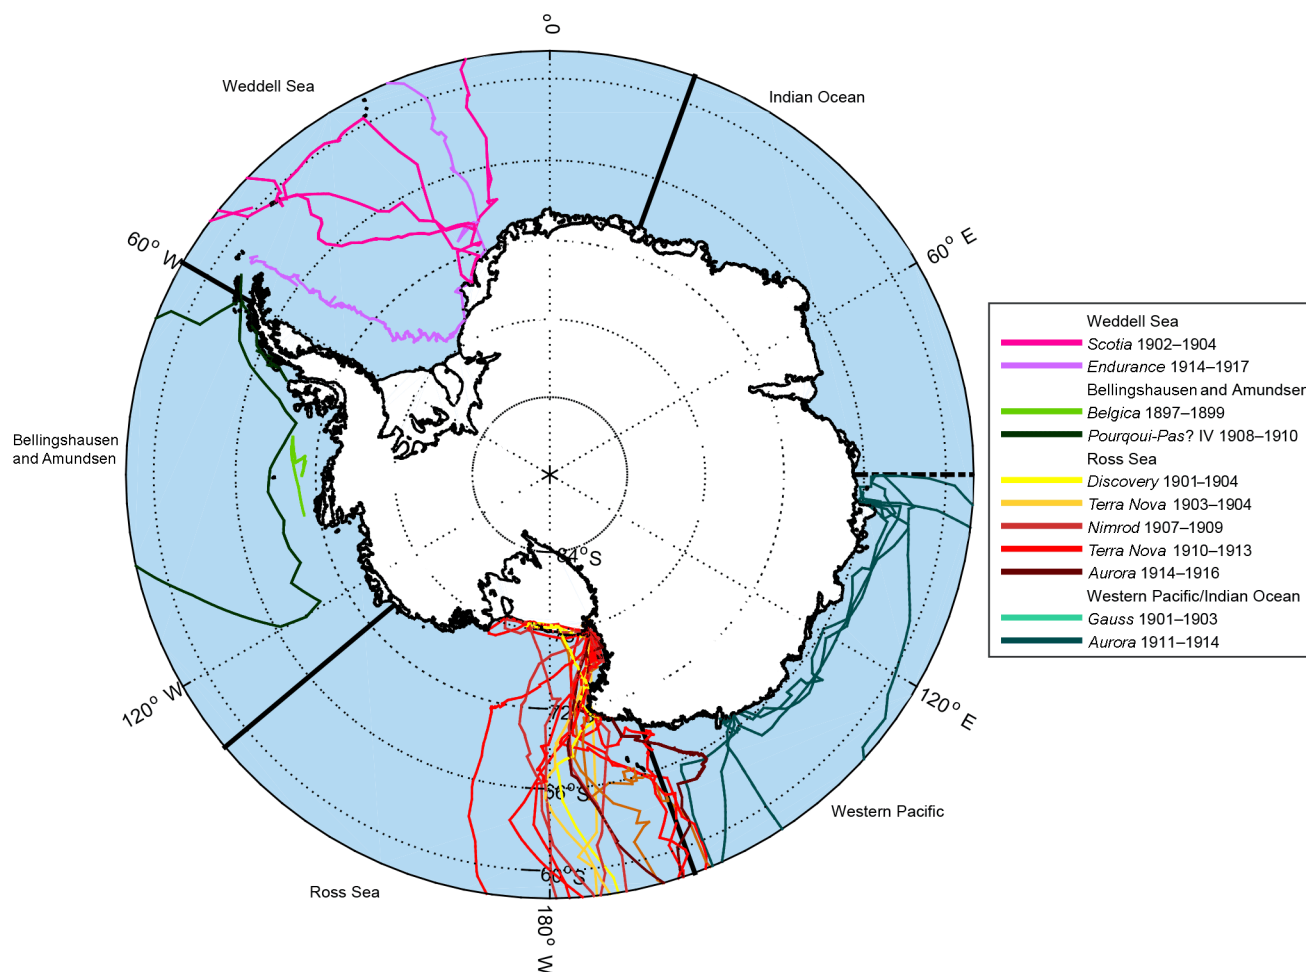 0°
Weddell Sea
Indian Ocean
60° W
60° E
Bellingshausen
and Amundsen
84°S
78°S
72°S
66°S
60°S
120° W
120° E
Western Pacific
Ross Sea
180° W
Weddell Sea
Scotia 1902–1904
Endurance 1914–1917
Bellingshausen and Amundsen
Belgica 1897–1899
Pourqoui-Pas? IV 1908–1910
Ross Sea
Discovery 1901–1904
Terra Nova 1903–1904
Nimrod 1907–1909
Terra Nova 1910–1913
Aurora 1914–1916
Western Pacific/Indian Ocean
Gauss 1901–1903
Aurora 1911–1914